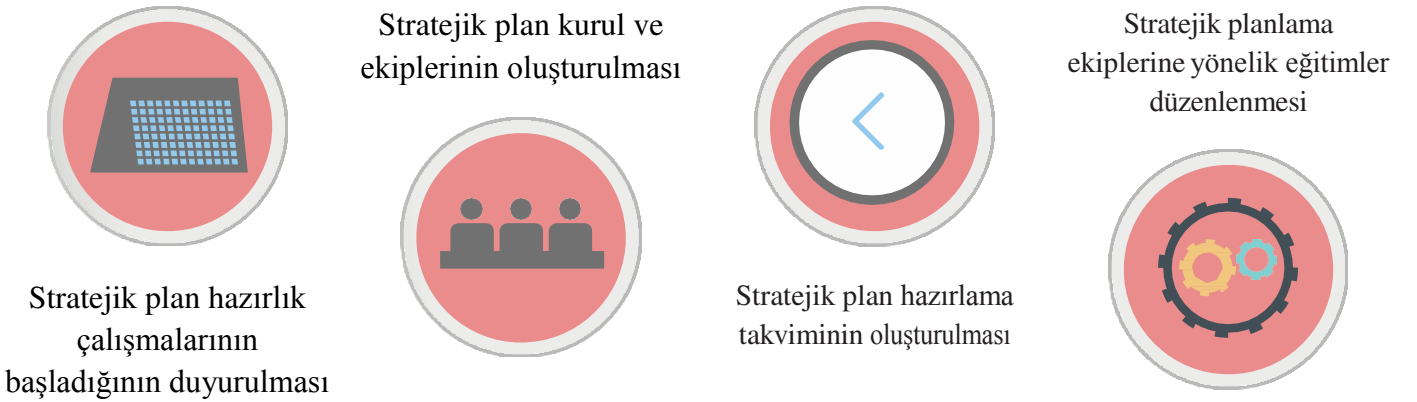 Stratejik plan hazırlık
çalışmalarının
başladığının duyurulması
Stratejik plan kurul ve
ekiplerinin oluşturulması
Stratejik plan hazırlama
takviminin oluşturulması
Stratejik planlama
ekiplerine yönelik eğitimler
düzenlenmesi